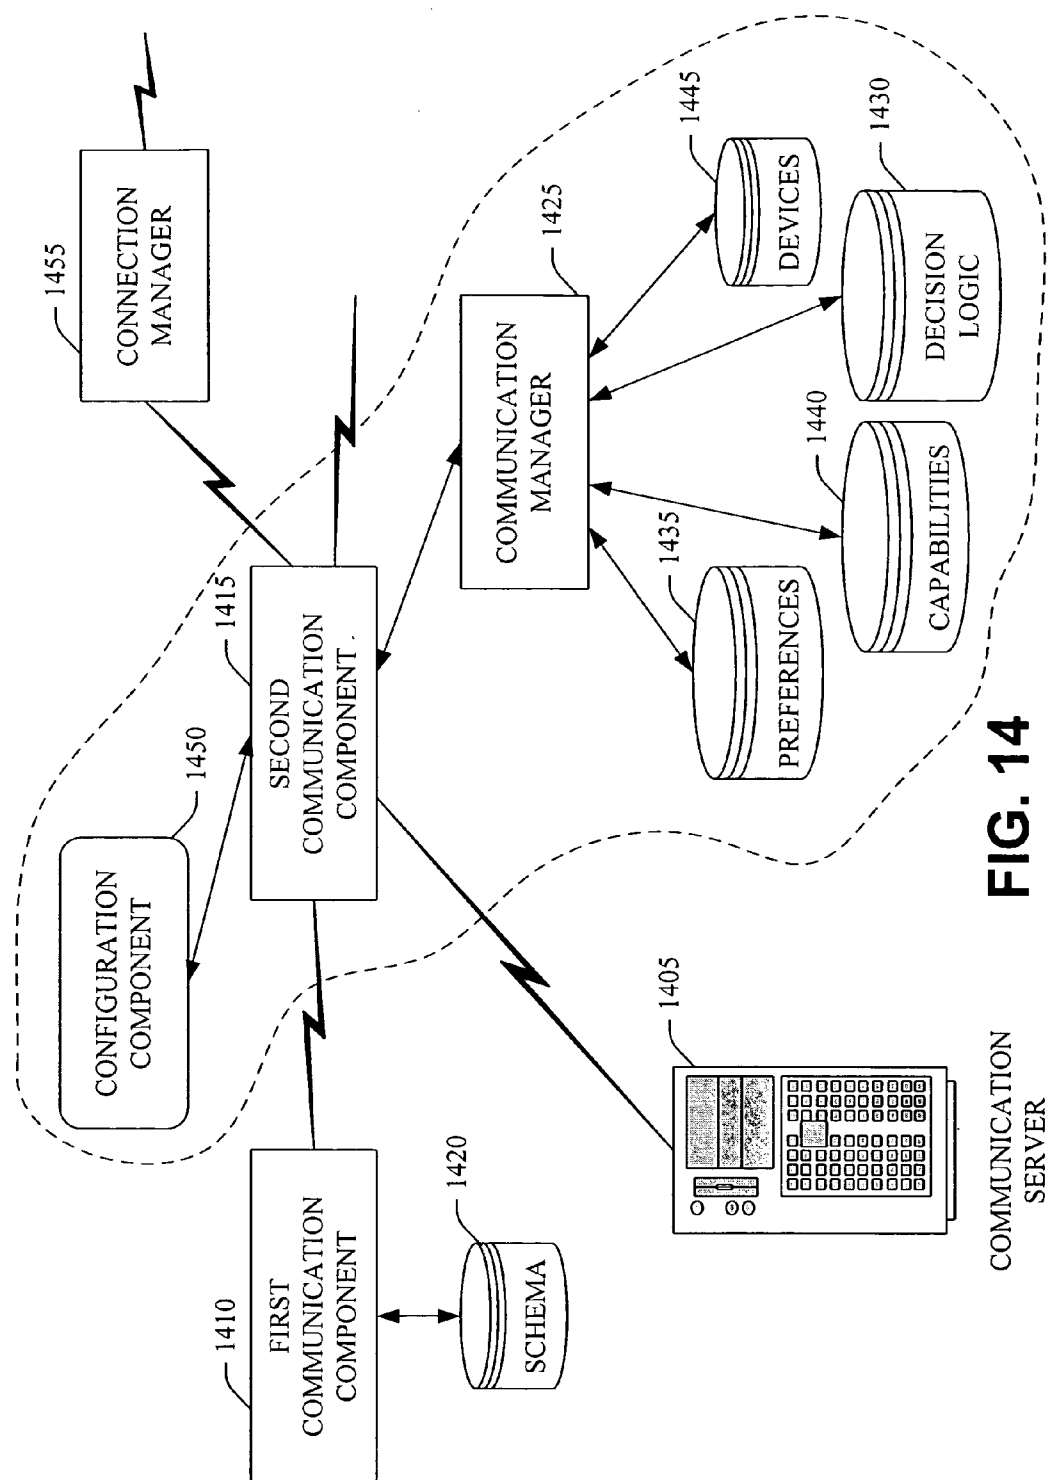 1410
FIRST
COMMUNICATION
COMPONENT
1420
SCHEMA
CONFIGURATION
COMPONENT
1450
SECOND
COMMUNICATION
COMPONENT
1415
1455
CONNECTION
MANAGER
COMMUNICATION
MANAGER
1425
PREFERENCES
1435
CAPABILITIES
1440
DECISION
LOGIC
1430
DEVICES
1445
1405
COMMUNICATION
SERVER
FIG. 14